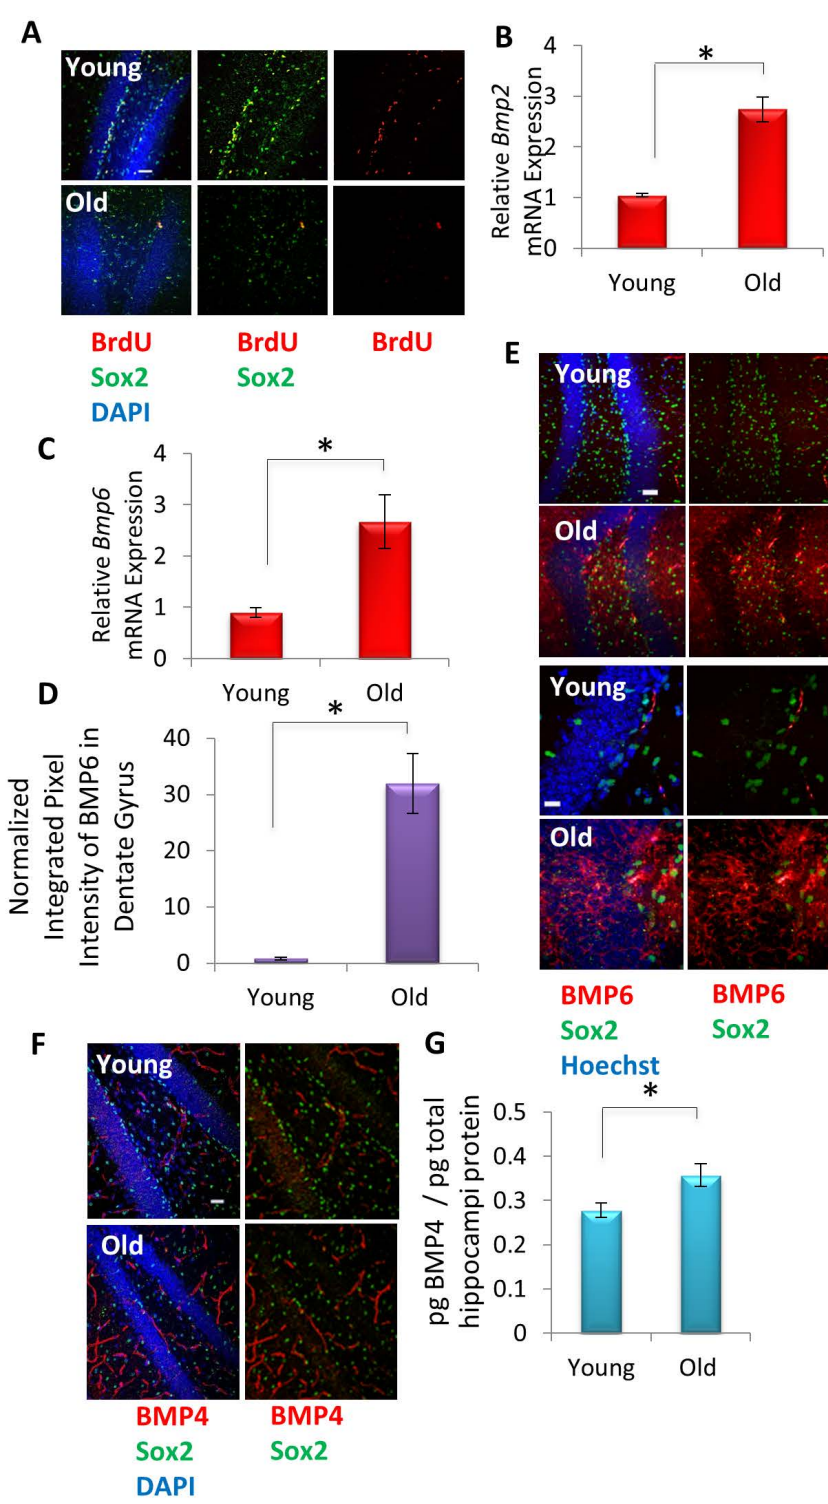 A
Young
Old
BrdU
Sox2
DAPI
BrdU
Sox2
BrdU
B
Relative Bmp2
mRNA Expression
4
3
2
1
0
*
Young
Old
C
Relative Bmp6
mRNA Expression
4
3
2
1
0
*
Young
Old
D
Normalized
Integrated Pixel
Intensity of BMP6 in
Dentate Gyrus
40
30
20
10
0
*
Young
Old
E
Young
Old
Young
Old
BMP6
Sox2
Hoechst
BMP6
Sox2
F
Young
Old
BMP4
Sox2
DAPI
BMP4
Sox2
G
pg BMP4 / pg total
hippocampi protein
0.5
0.4
0.3
0.2
0.1
0
*
Young
Old